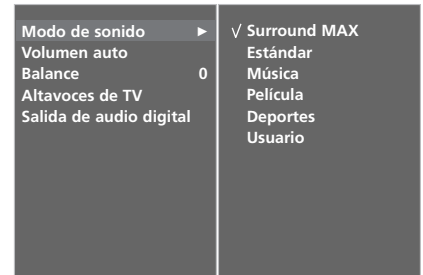 Modo de sonido ►
Volumen auto
Balance 0
Altavoces de TV
Salida de audio digital
√ Surround MAX
Estándar
Música
Película
Deportes
Usuario